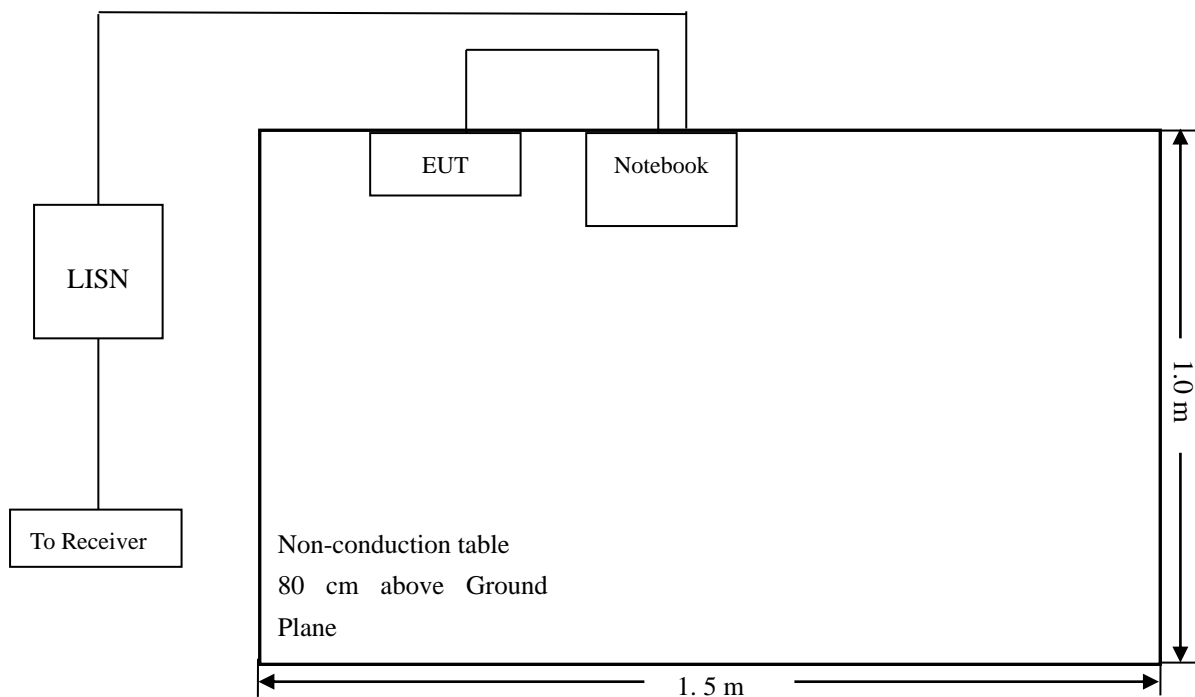 EUT
Notebook
LISN
To Receiver
Non-conduction table
80 cm above Ground
Plane
1.0 m
1. 5 m